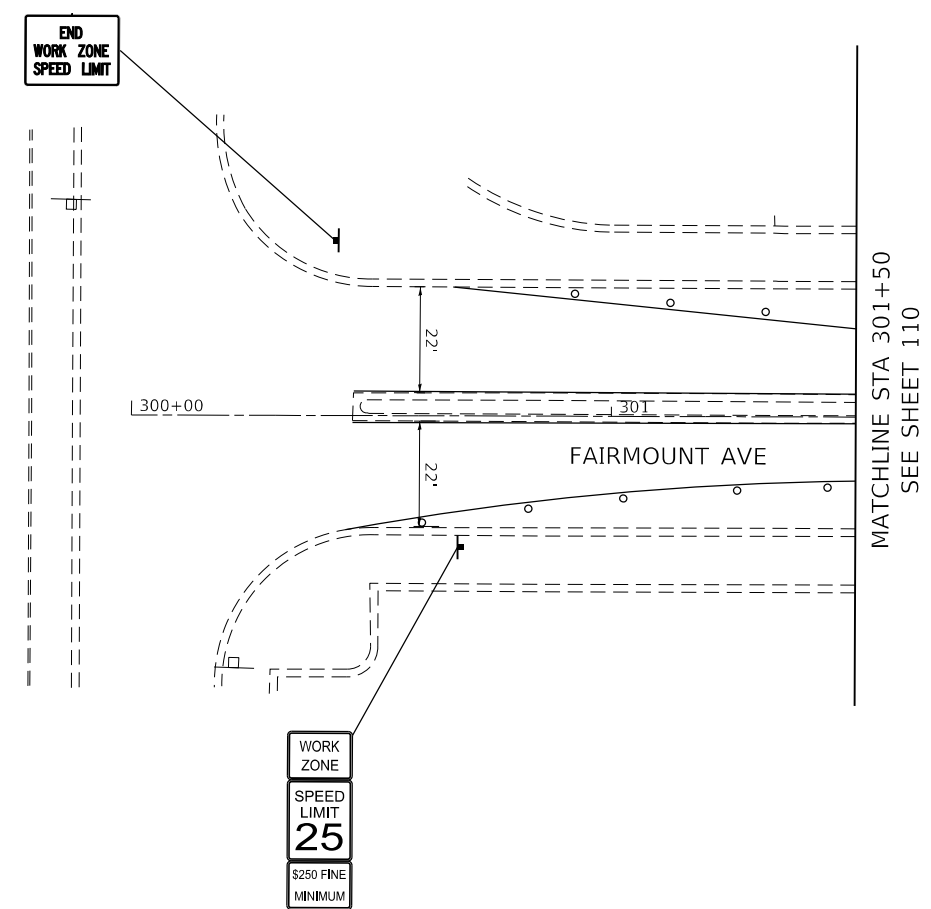 END
WORK ZONE
SPEED LIMIT
22'
300+00
301
22'
FAIRMOUNT AVE
MATCHLINE STA 301+50
SEE SHEET 110
WORK
ZONE
SPEED
LIMIT
25
$250 FINE
MINIMUM